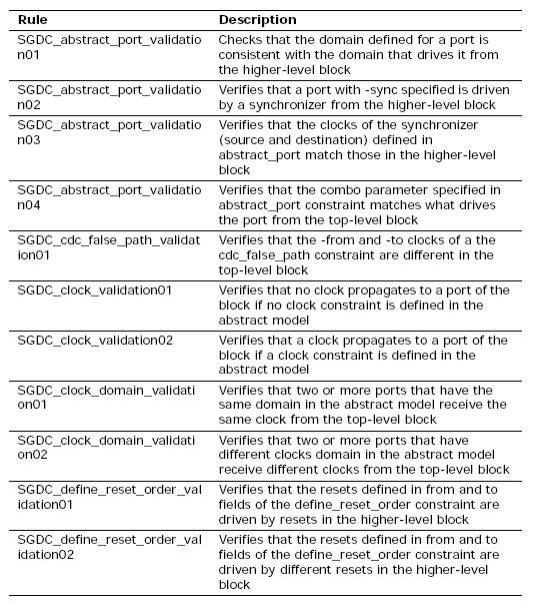 Rule Description
SGDC_abstract_port_validatio Checks that the domain defined for a port is
n01 consistent with the domain that drives it from
the higher-level block
SGDC_abstract_port_validatio Verifies that a port with -sync specified is driven
n02 by a synchronizer from the higher-level block
SGDC_abstract_port_validatio Verifies that the clocks of the synchronizer
n03 (source and destination) defined in
abstract_port match those in the higher-level
block
SGDC_abstract_port_validatio Verifies that the combo parameter specified in
n04 abstract_port constraint matches what drives
the port from the top-level block
SGDC_cdc_false_path_validat Verifies that the -from and -to clocks of a the
ion01 cdc_false_path constraint are different in the
top-level block
SGDC_clock_validation01 Verifies that no clock propagates to a port of the
block if no clock constraint is defined in the
abstract model
SGDC_clock_validation02 Verifies that a clock propagates to a port of the
block if a clock constraint is defined in the
abstract model
SGDC_clock_domain_validati Verifies that two or more ports that have the
on01 same domain in the abstract model receive the
same clock from the top-level block
SGDC_clock_domain_validati Verifies that two or more ports that have
on02 different clocks domain in the abstract model
receive different clocks from the top-level block
SGDC_define_reset_order_val Verifies that the resets defined in from and to
idation01 fields of the define_reset_order constraint are
driven by resets in the higher-level block
SGDC_define_reset_order_val Verifies that the resets defined in from and to
idation02 fields of the define_reset_order constraint are
driven by different resets in the higher-level
block